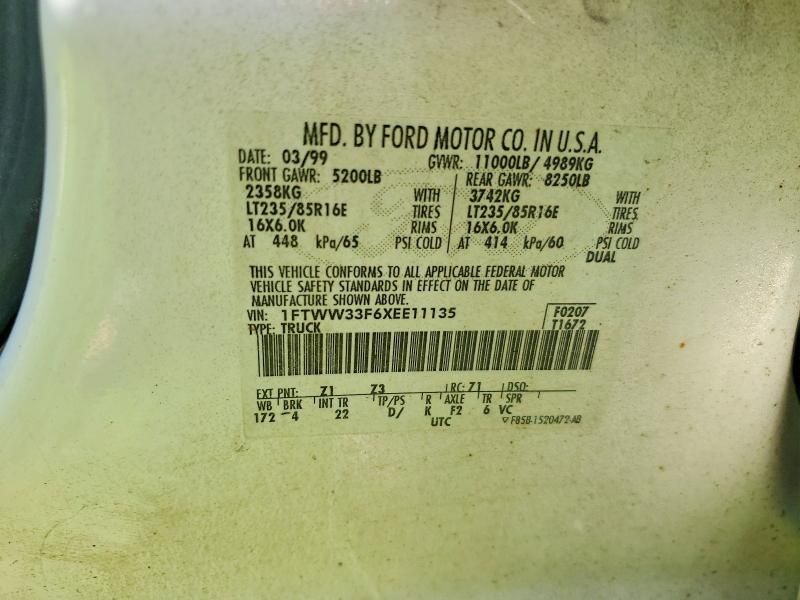 MFD. BY FORD MOTOR CO. IN U.S.A.
DATE: 03/99 GVWR: 11000LB/ 4989KG
FRONT GAWR: 5200LB REAR GAWR: 8250LB
2358KG WITH 3742KG WITH
LT235/85R16E TIRES LT235/85R16E TIRES
16X6.0K RIMS 16X6.0K RIMS
AT 448 kPa/65 PSI COLD AT 414 kPa/60 PSI COLD
DUAL
THIS VEHICLE CONFORMS TO ALL APPLICABLE FEDERAL MOTOR
VEHICLE SAFETY STANDARDS IN EFFECT ON THE DATE OF
MANUFACTURE SHOWN ABOVE.
VIN: 1FTWW33F6XEE11135 F0207
TYPE: TRUCK T1672
EXT PNT: Z1 Z3 RC: 71 DSO:
WB BRK INT TR TP/PS R AXLE TR SPR
172 4 22 D/ K F2 6 VC
UTC F85B-1520472-AB